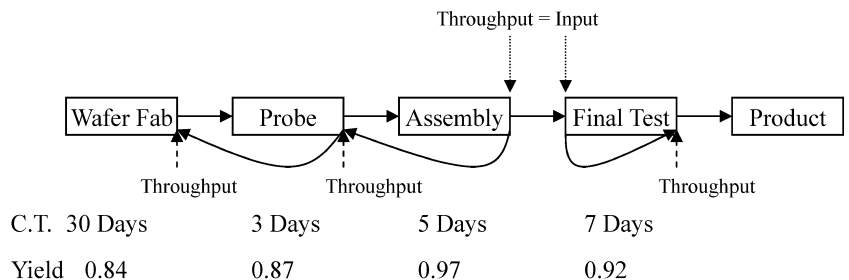 Throughput = Input
Wafer Fab
Probe
Assembly
Final Test
Product
Throughput
Throughput
Throughput
C.T. 30 Days 3 Days 5 Days 7 Days
Yield 0.84 0.87 0.97 0.92